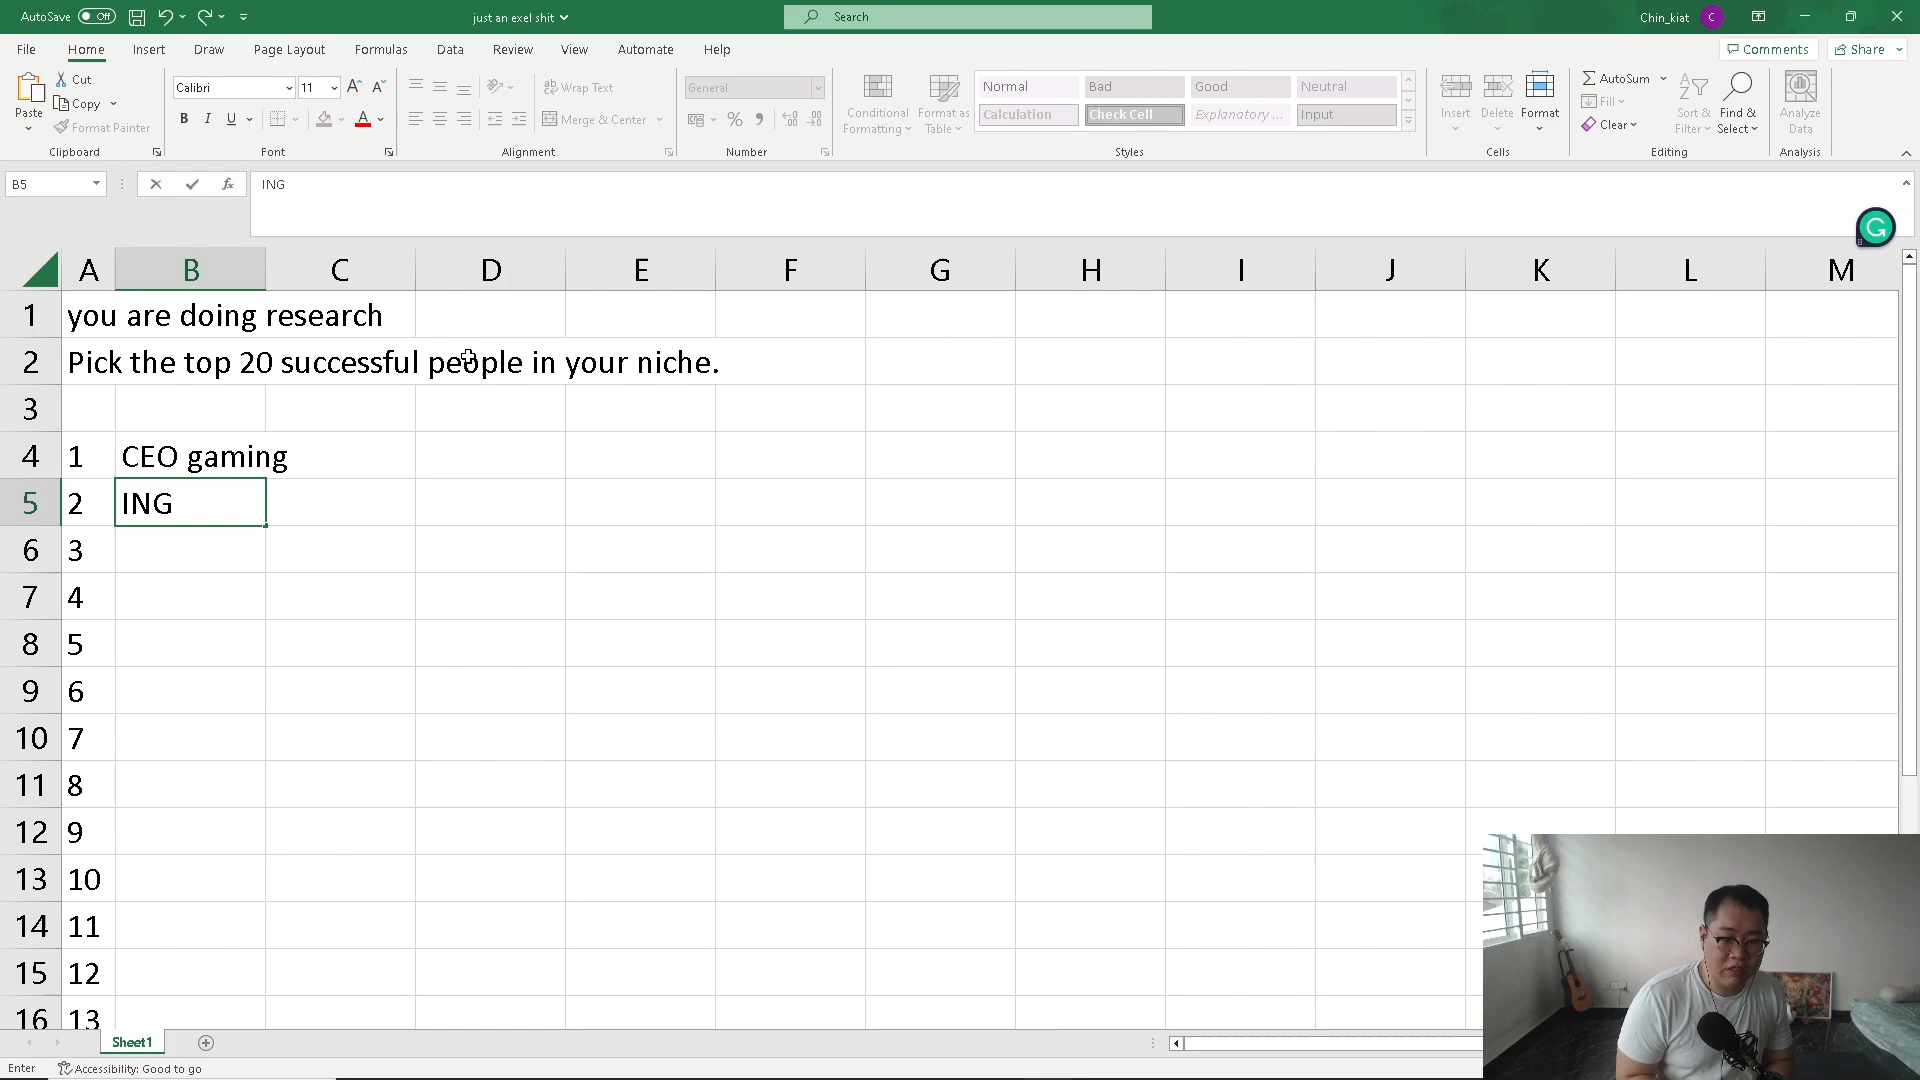 AutoSave Off just an exel shit Search Chin_kiat C
File Home Insert Draw Page Layout Formulas Data Review View Automate Help Comments Share
Paste Cut Copy Format Painter Clipboard
Calibri 11 A A B I U A Font
ab Wrap Text Merge & Center Alignment
General % 9 Number
Conditional Formatting Format as Table
Normal Bad Good Neutral
Calculation Check Cell Explanatory ... Input
Styles
Insert Delete Format Cells
AutoSum Fill Clear Sort & Filter Find & Select Editing
Analyze Data Analysis
B5 fx ING
G
A B C D E F G H I J K L M
1 you are doing research
2 Pick the top 20 successful people in your niche.
3
4 1 CEO gaming
5 2 ING
6 3
7 4
8 5
9 6
10 7
11 8
12 9
13 10
14 11
15 12
16 13
Sheet1
Enter Accessibility: Good to go